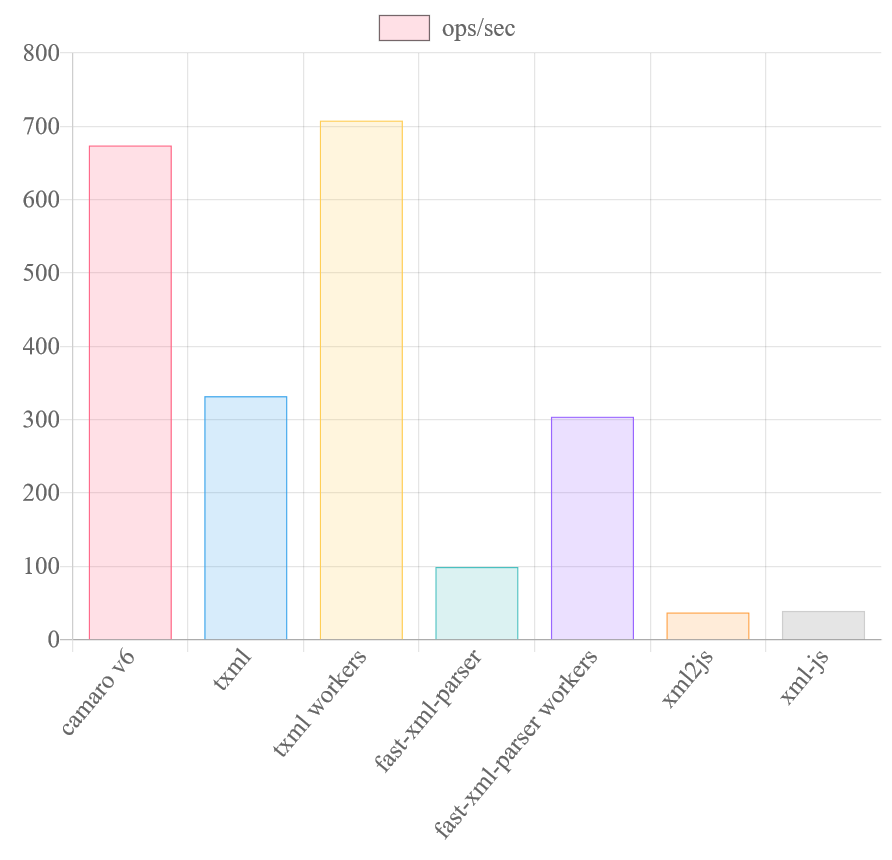 ops/sec
800
700
600
500
400
300
200
100
0
camaro v6
txml
txml workers
fast-xml-parser
fast-xml-parser workers
xml2js
xml-js